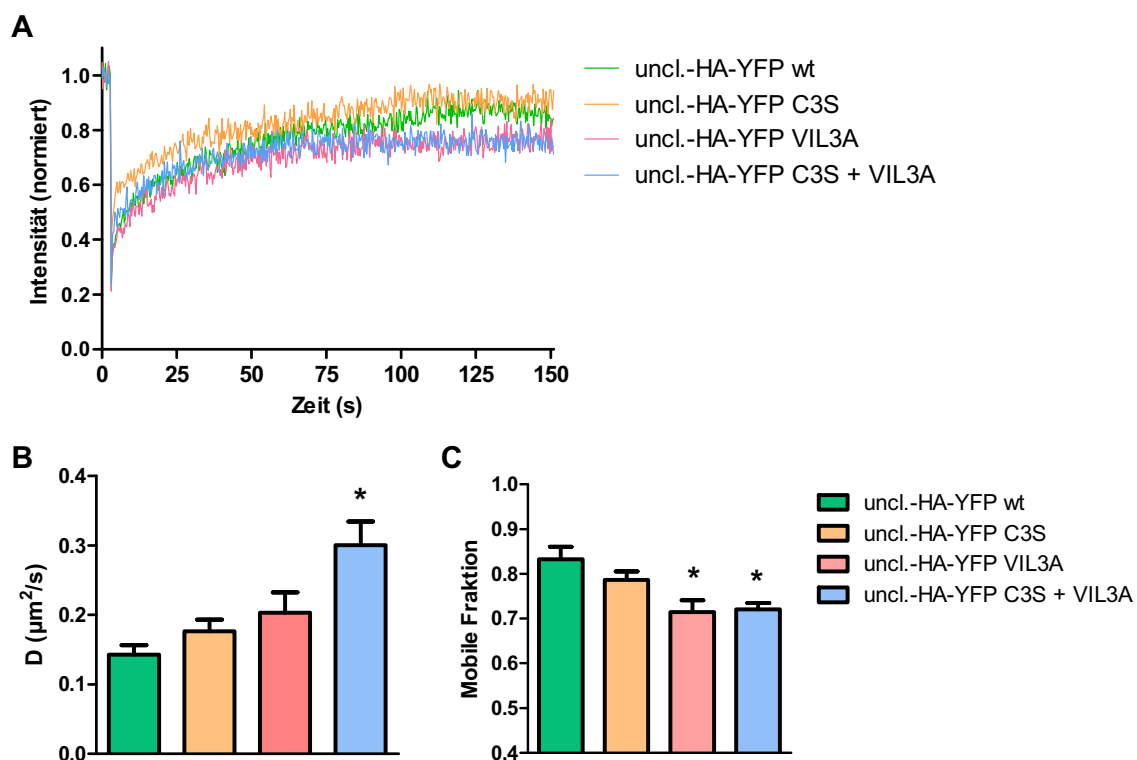 A
Intensität (normiert)
1.0
0.8
0.6
0.4
0.2
0.0
0 25 50 75 100 125 150
Zeit (s)
uncl.-HA-YFP wt
uncl.-HA-YFP C3S
uncl.-HA-YFP VIL3A
uncl.-HA-YFP C3S + VIL3A
B
D (µm²/s)
0.4
0.3
0.2
0.1
0.0
*
C
Mobile Fraktion
1.0
0.9
0.8
0.7
0.6
0.5
0.4
* *
uncl.-HA-YFP wt
uncl.-HA-YFP C3S
uncl.-HA-YFP VIL3A
uncl.-HA-YFP C3S + VIL3A